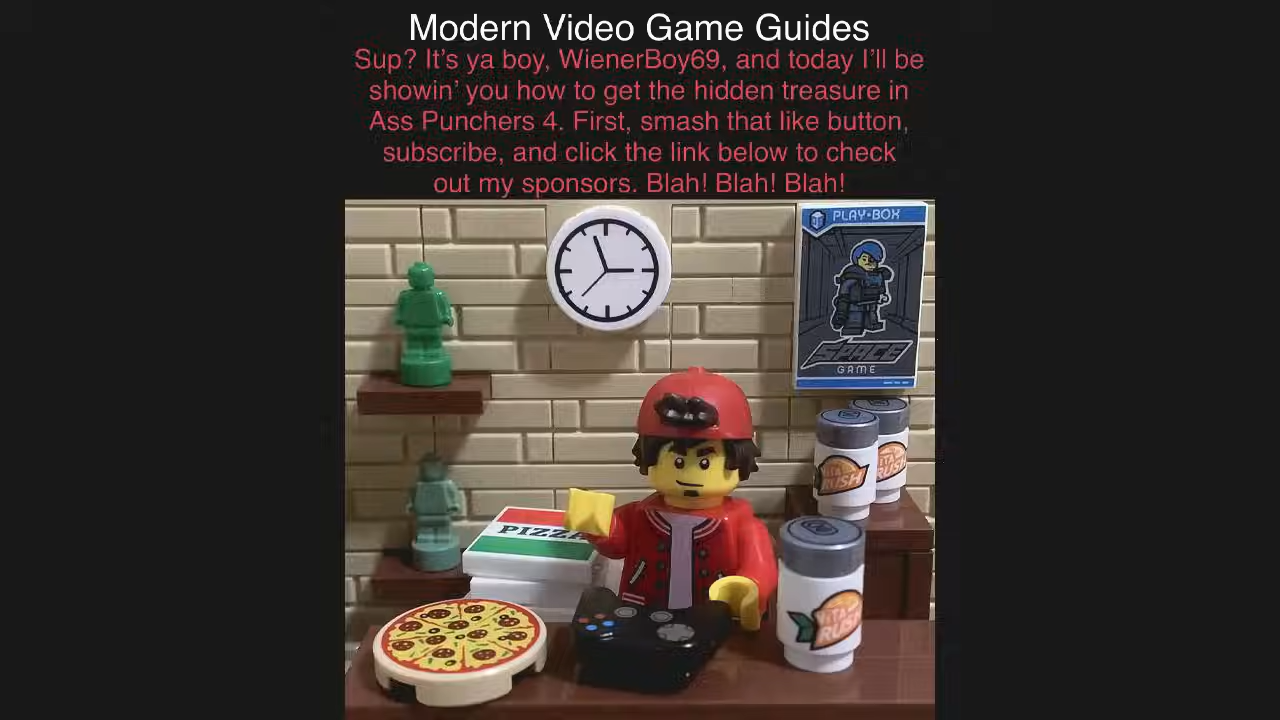 Modern Video Game Guides
Sup? It's ya boy, WienerBoy69, and today I'll be
showin' you how to get the hidden treasure in
Ass Punchers 4. First, smash that like button,
subscribe, and click the link below to check
out my sponsors. Blah! Blah! Blah!
PLAY•BOX
SPACE
GAME
PIZZA
RUSH
RUSH
RUSH